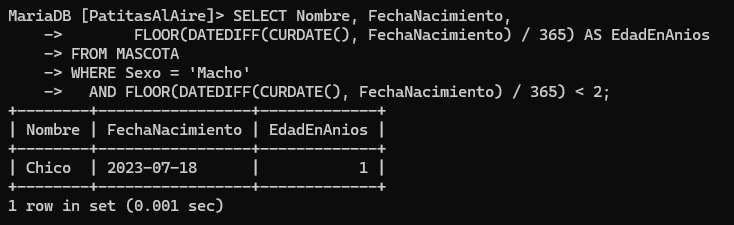 MariaDB [PatitasAlAire]> SELECT Nombre, FechaNacimiento,
    ->        FLOOR(DATEDIFF(CURDATE(), FechaNacimiento) / 365) AS EdadEnAnios
    -> FROM MASCOTA
    -> WHERE Sexo = 'Macho'
    ->   AND FLOOR(DATEDIFF(CURDATE(), FechaNacimiento) / 365) < 2;
+--------+-----------------+-------------+
| Nombre | FechaNacimiento | EdadEnAnios |
+--------+-----------------+-------------+
| Chico  | 2023-07-18      |           1 |
+--------+-----------------+-------------+
1 row in set (0.001 sec)